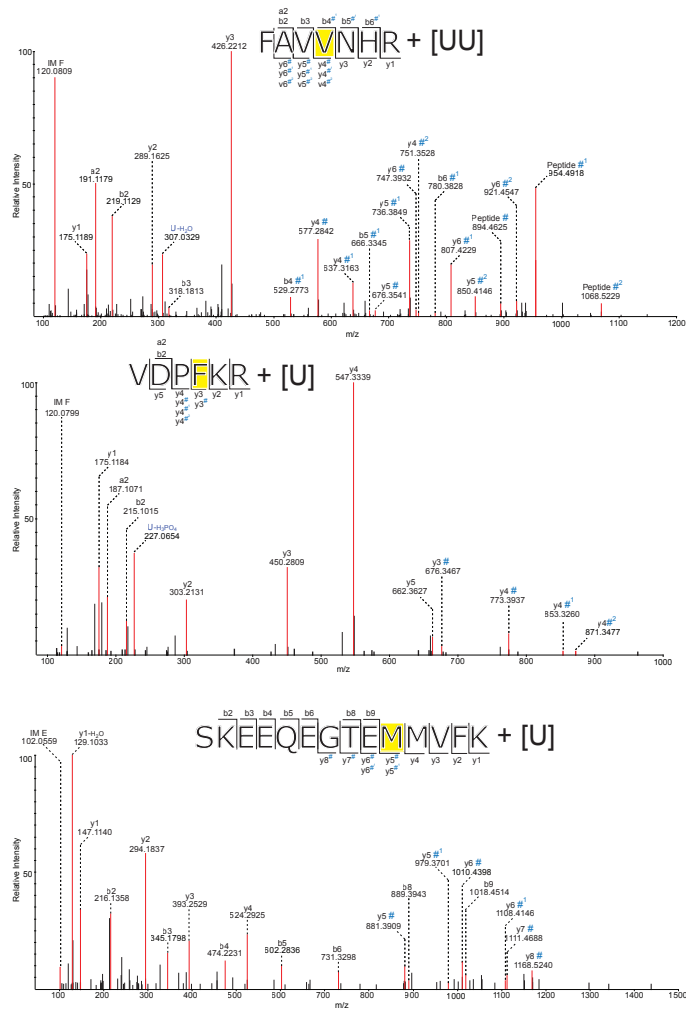 a2
b2 b3 b4#' b5#' b6#'
FAVVNHR + [UU]
y6# y5# y4# y3 y2 y1
y6#' y5#' y4#'
v6#' v5#' v4#'
Relative Intensity
100
50
IM F
120.0809
y1
175.1189
a2
191.1179
b2
219.1129
y2
289.1625
U-H₂O
307.0329
b3
318.1813
y3
426.2212
b4 #¹
529.2773
y4 #
577.2842
y4 #¹
637.3163
b5 #¹
666.3345
y5 #
676.3541
y5 #¹
736.3849
y6 #
747.3932
y4 #²
751.3528
b6 #¹
780.3828
y6 #¹
807.4229
y5 #²
850.4146
Peptide #
894.4625
y6 #²
921.4547
Peptide #¹
954.4918
Peptide #²
1068.5229
100 200 300 400 500 600 700 800 900 1000 1100 1200
m/z
a2
b2
VDPFKR + [U]
y5 y4 y3 y2 y1
y4# y3#
y4#'
y4#'
Relative Intensity
100
50
IM F
120.0799
y1
175.1184
a2
187.1071
b2
215.1015
U-H₃PO₄
227.0654
y2
303.2131
y3
450.2809
y4
547.3339
y5
662.3627
y3 #
676.3467
y4 #
773.3937
y4 #¹
853.3260
y4#²
871.3477
100 200 300 400 500 600 700 800 900 1000
m/z
b2 b3 b4 b5 b6 b8 b9
SKEEQEGTEMMVFK + [U]
y8# y7# y6# y5# y4 y3 y2 y1
y6#' y5#'
Relative Intensity
100
50
IM E
102.0559
y1-H₂O
129.1033
y1
147.1140
b2
216.1358
y2
294.1837
b3
345.1798
y3
393.2529
b4
474.2231
y4
524.2925
b5
602.2836
b6
731.3298
y5 #
881.3909
b8
889.3943
y5 #¹
979.3701
y6 #
1010.4398
b9
1018.4514
y6 #¹
1108.4146
y7 #
1111.4688
y8 #
1168.5240
100 200 300 400 500 600 700 800 900 1000 1100 1200 1300 1400 1500
m/z